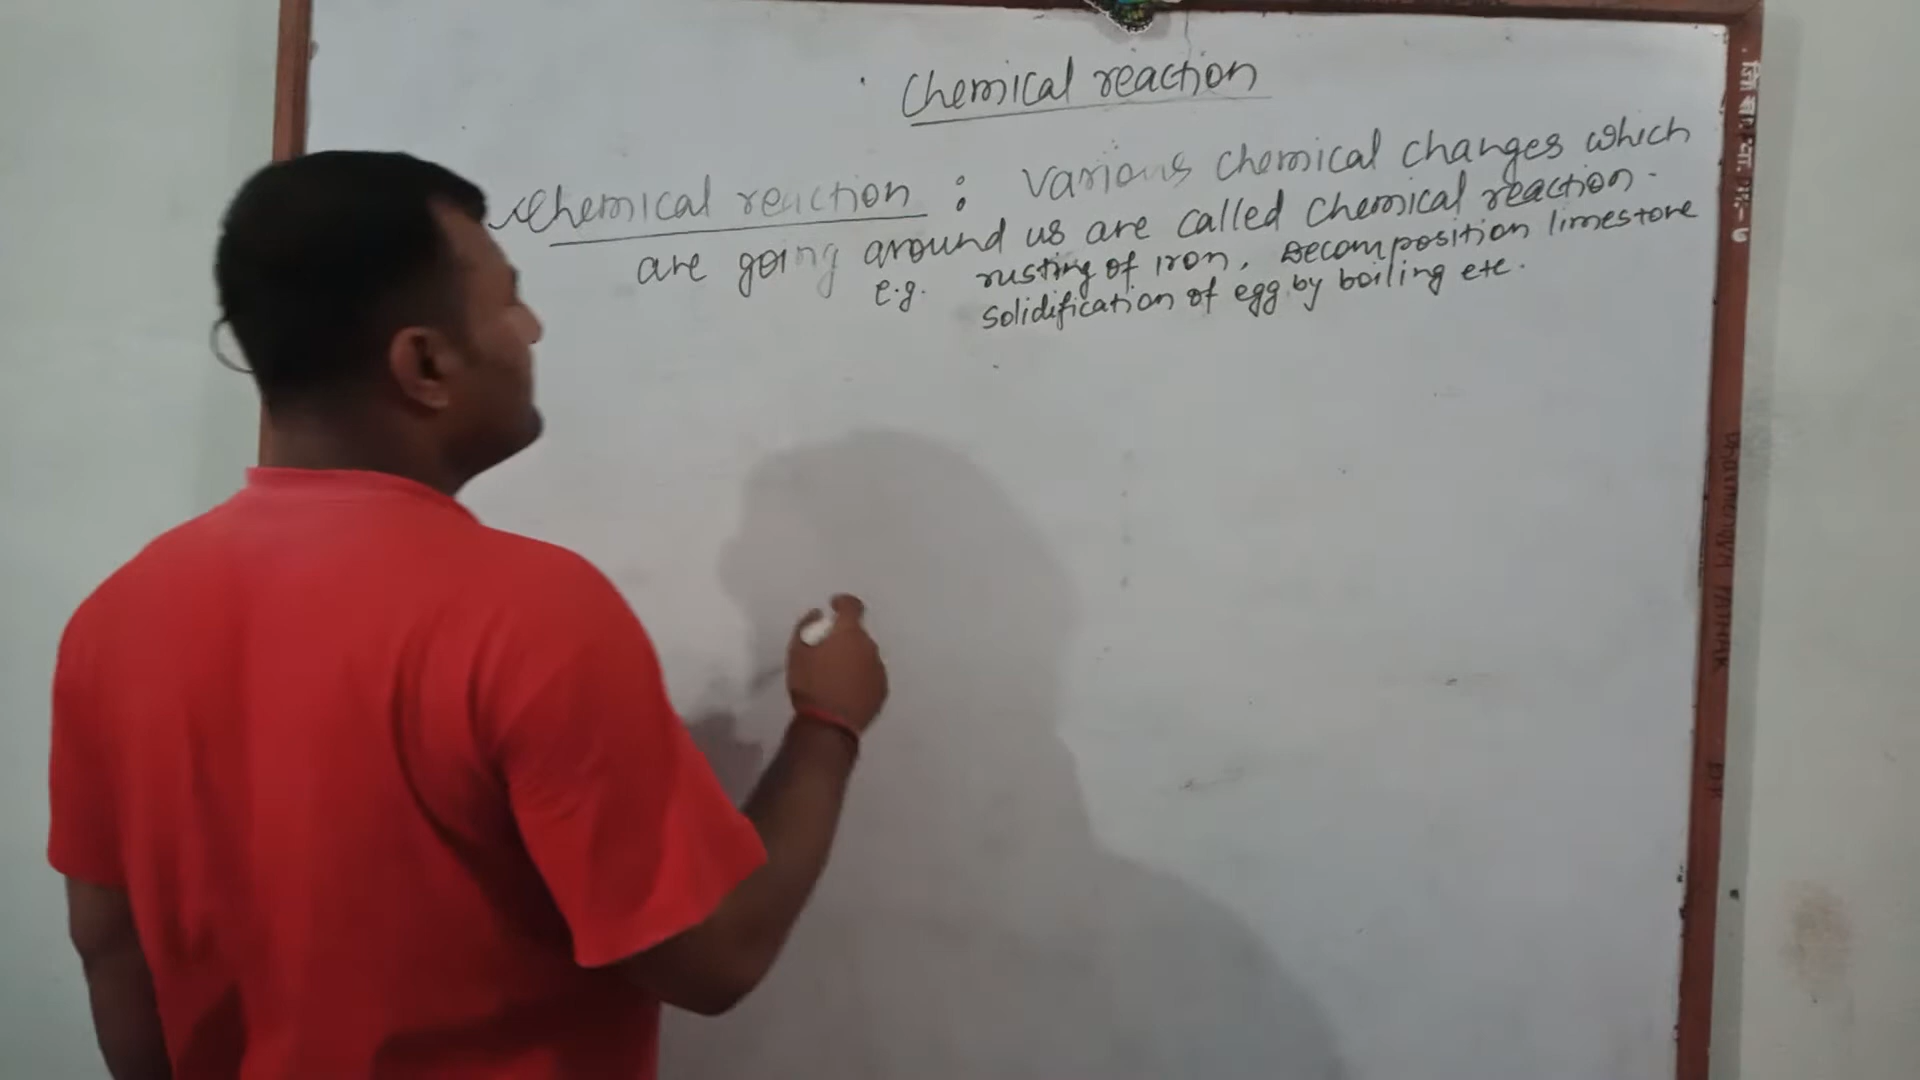 Chemical reaction
Chemical reaction : Various chemical changes which
are going around us are called chemical reaction.
e.g. rusting of iron, Decomposition limestone
solidification of egg by boiling etc.